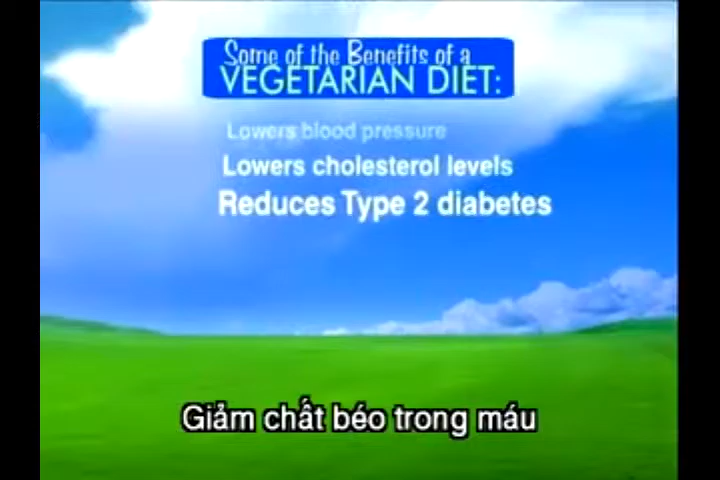 Some of the Benefits of a
VEGETARIAN DIET:
Lowers blood pressure
Lowers cholesterol levels
Reduces Type 2 diabetes
Giảm chất béo trong máu